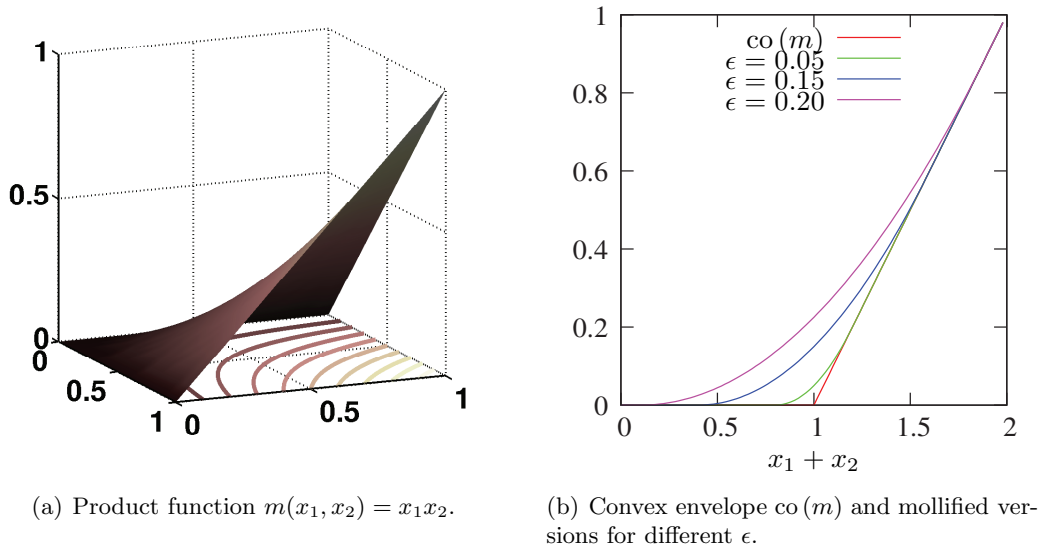 1
0.5
0
0
0.5
1
0
0.5
1
(a) Product function m(x₁, x₂) = x₁x₂.
1
0.8
0.6
0.4
0.2
0
0
0.5
1
1.5
2
x₁ + x₂
co (m)
ϵ = 0.05
ϵ = 0.15
ϵ = 0.20
(b) Convex envelope co (m) and mollified ver-
sions for different ϵ.